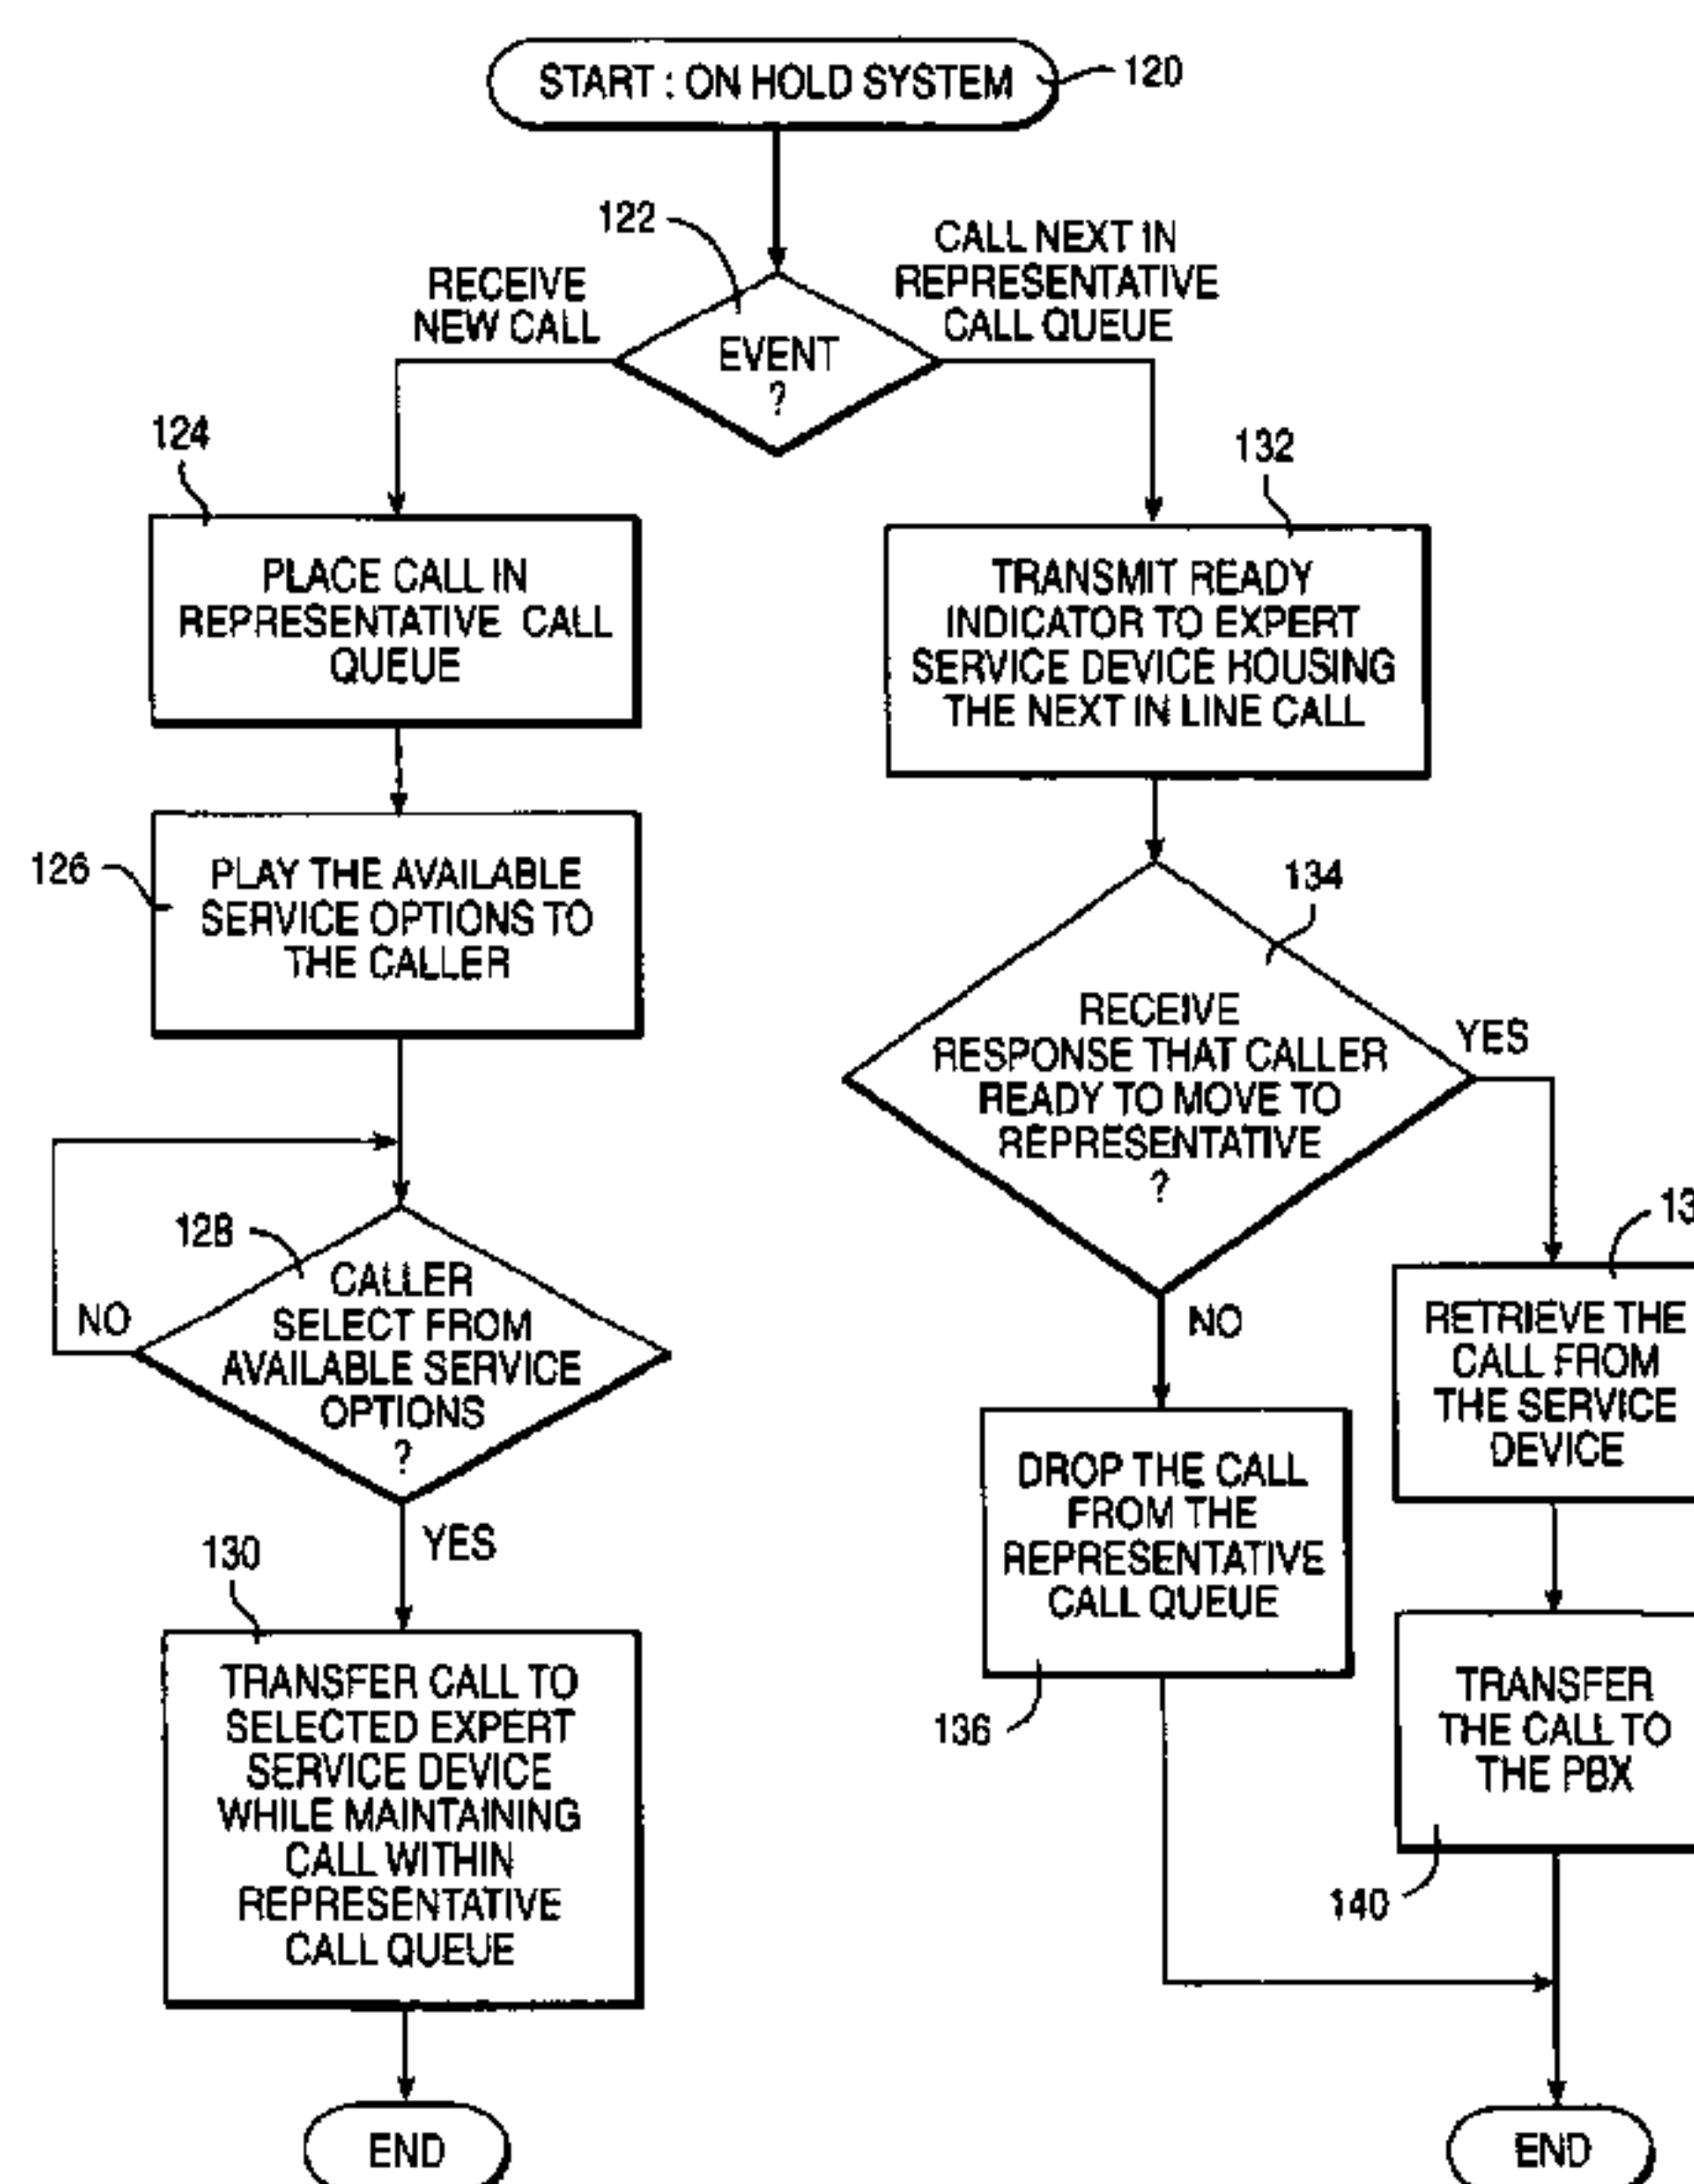 START : ON HOLD SYSTEM
120
122
RECEIVE
NEW CALL
CALL NEXT IN
REPRESENTATIVE
CALL QUEUE
EVENT
?
124
PLACE CALL IN
REPRESENTATIVE CALL
QUEUE
132
TRANSMIT READY
INDICATOR TO EXPERT
SERVICE DEVICE HOUSING
THE NEXT IN LINE CALL
126
PLAY THE AVAILABLE
SERVICE OPTIONS TO
THE CALLER
134
RECEIVE
RESPONSE THAT CALLER
READY TO MOVE TO
REPRESENTATIVE
?
YES
NO
128
CALLER
SELECT FROM
AVAILABLE SERVICE
OPTIONS
?
NO
YES
RETRIEVE THE
CALL FROM
THE SERVICE
DEVICE
DROP THE CALL
FROM THE
REPRESENTATIVE
CALL QUEUE
136
130
TRANSFER CALL TO
SELECTED EXPERT
SERVICE DEVICE
WHILE MAINTAINING
CALL WITHIN
REPRESENTATIVE
CALL QUEUE
TRANSFER
THE CALL TO
THE PBX
140
END
END